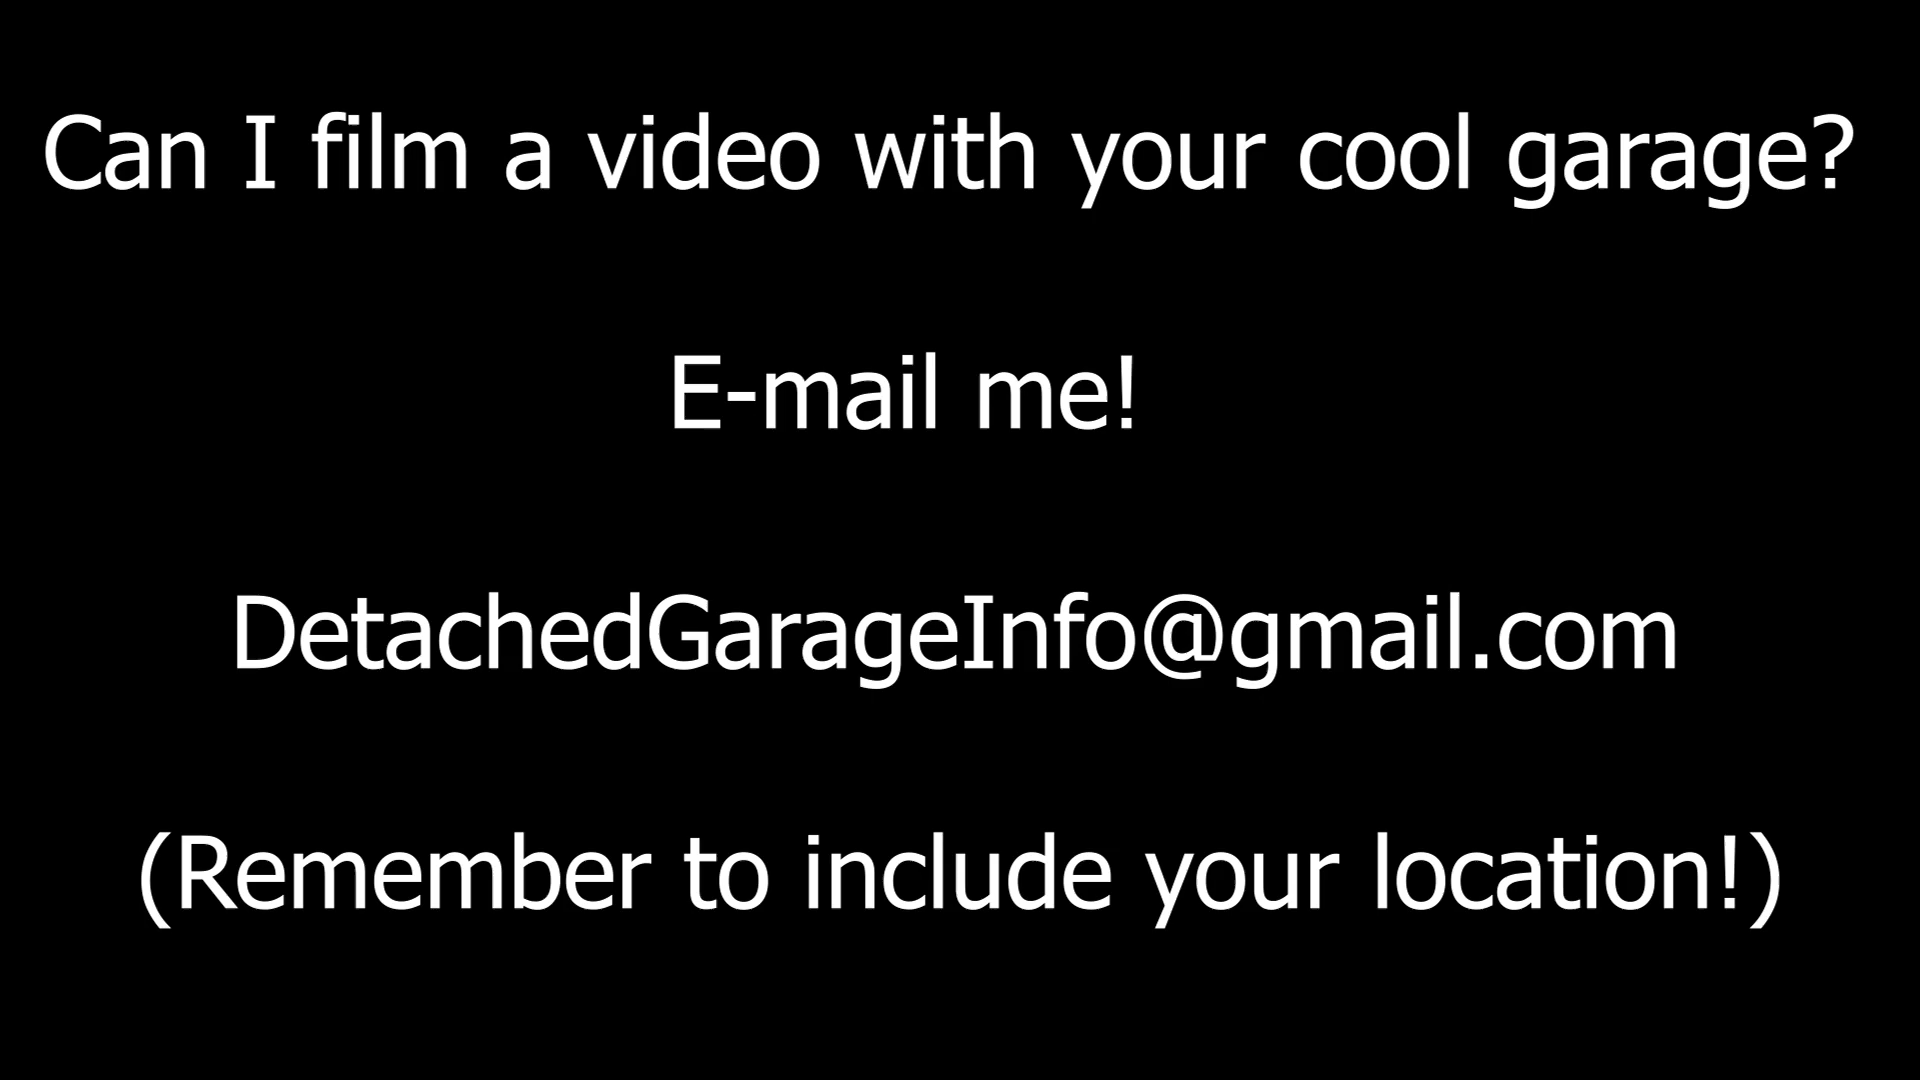 Can I film a video with your cool garage?
E-mail me!
DetachedGarageInfo@gmail.com
(Remember to include your location!)